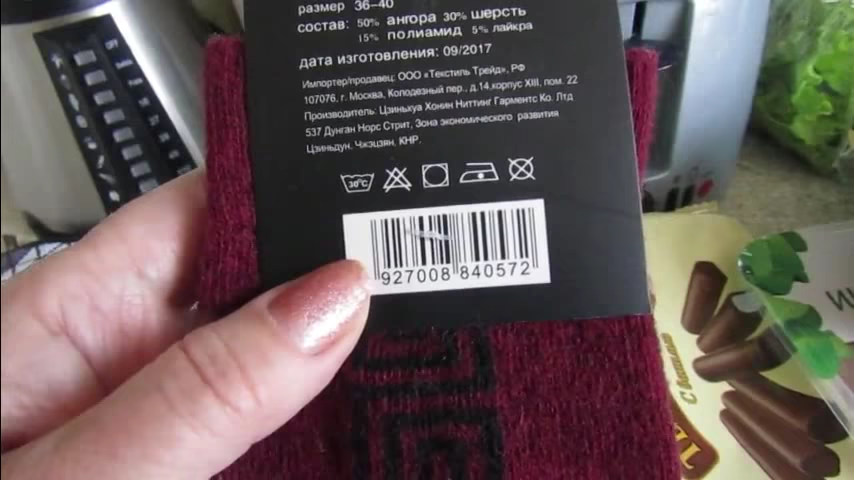 размер 36–40
состав: 50% ангора 30% шерсть
15% полиамид 5% лайкра
дата изготовления: 09/2017
Импортер/продавец: ООО «Текстиль Трейд», РФ
107076, г. Москва, Колодезный пер., д.14,корпус XIII, пом. 22
Производитель: Цзиньхуа Хонин Ниттинг Гарментс Ко. Лтд
537 Дунган Норс Стрит, Зона экономического развития
Цзиньдун, Чжэцзян, КНР.
30°C
927008 840572